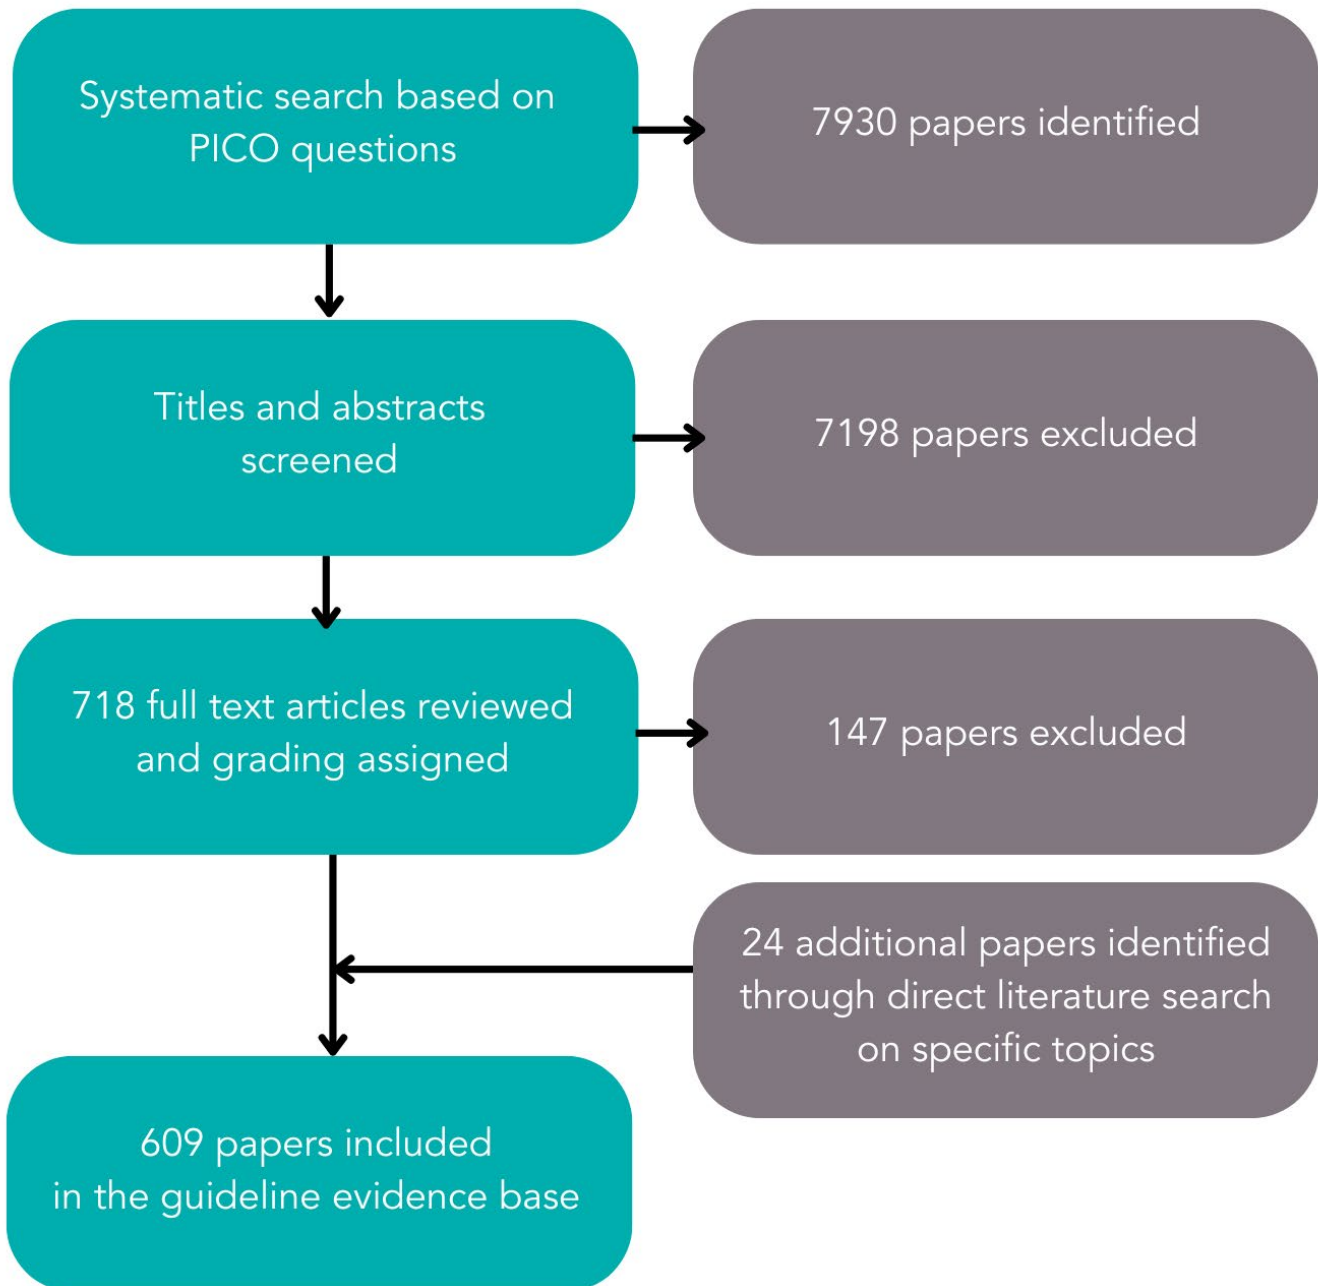 Systematic search based on
PICO questions
7930 papers identified
Titles and abstracts
screened
7198 papers excluded
718 full text articles reviewed
and grading assigned
147 papers excluded
24 additional papers identified
through direct literature search
on specific topics
609 papers included
in the guideline evidence base